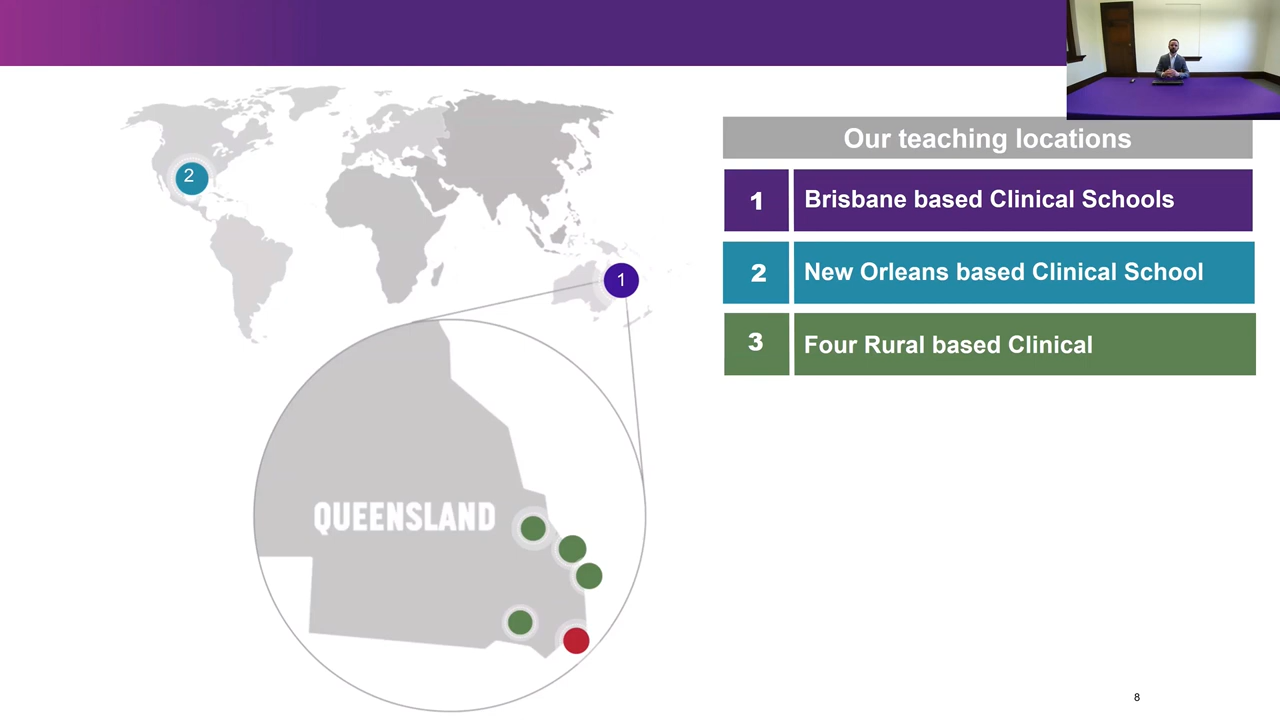 Our teaching locations
1 Brisbane based Clinical Schools
2 New Orleans based Clinical School
3 Four Rural based Clinical
2
1
QUEENSLAND
8